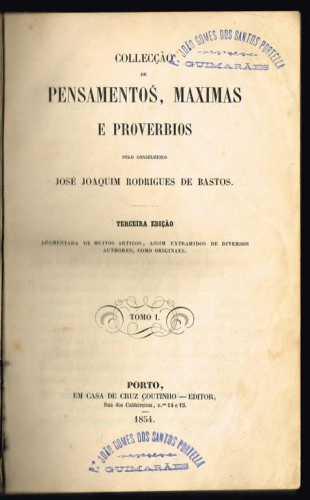 COLLECÇÃO
DE
PENSAMENTOS, MAXIMAS
E PROVERBIOS
PELO CONSELHEIRO
JOSÉ JOAQUIM RODRIGUES DE BASTOS.
TERCEIRA EDIÇÃO
AUGMENTADA DE MUITOS ARTIGOS, ASSIM EXTRAHIDOS DE DIVERSOS
AUTHORES, COMO ORIGINAES.
TOMO I.
PORTO,
EM CASA DE CRUZ COUTINHO — EDITOR,
Rua dos Caldeireiros, n.os 14 e 15.
1854.
P.e JOÃO GOMES DOS SANTOS PORTELLA
GUIMARÃES
P.e JOÃO GOMES DOS SANTOS PORTELLA
GUIMARÃES